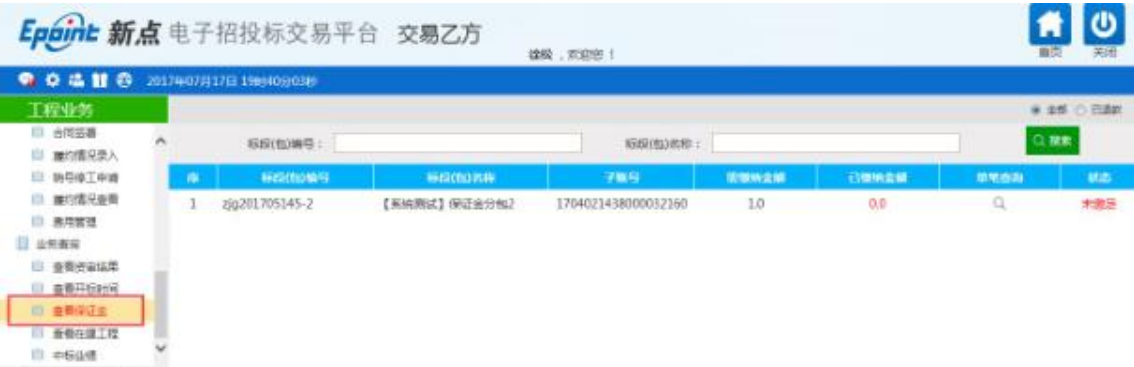 Epoint 新点 电子招投标交易平台 交易乙方
徐悦，欢迎您！
首页 关闭
2017年07月17日 19时40分03秒
工程业务
全部 已退款
合同签署
履约情况录入
标段(包)编号： 标段(包)名称： 搜索
履约情况查看
费用管理
序 标段(包)编号 标段(包)名称 子账号 需缴纳金额 已缴纳金额 单笔查询 状态
1 zjg201705145-2 【系统测试】保证金分包2 1704021438000032160 1.0 0.0 未缴足
业务查询
查看资审结果
查看开标时间
查看保证金
查看在建工程
中标业绩